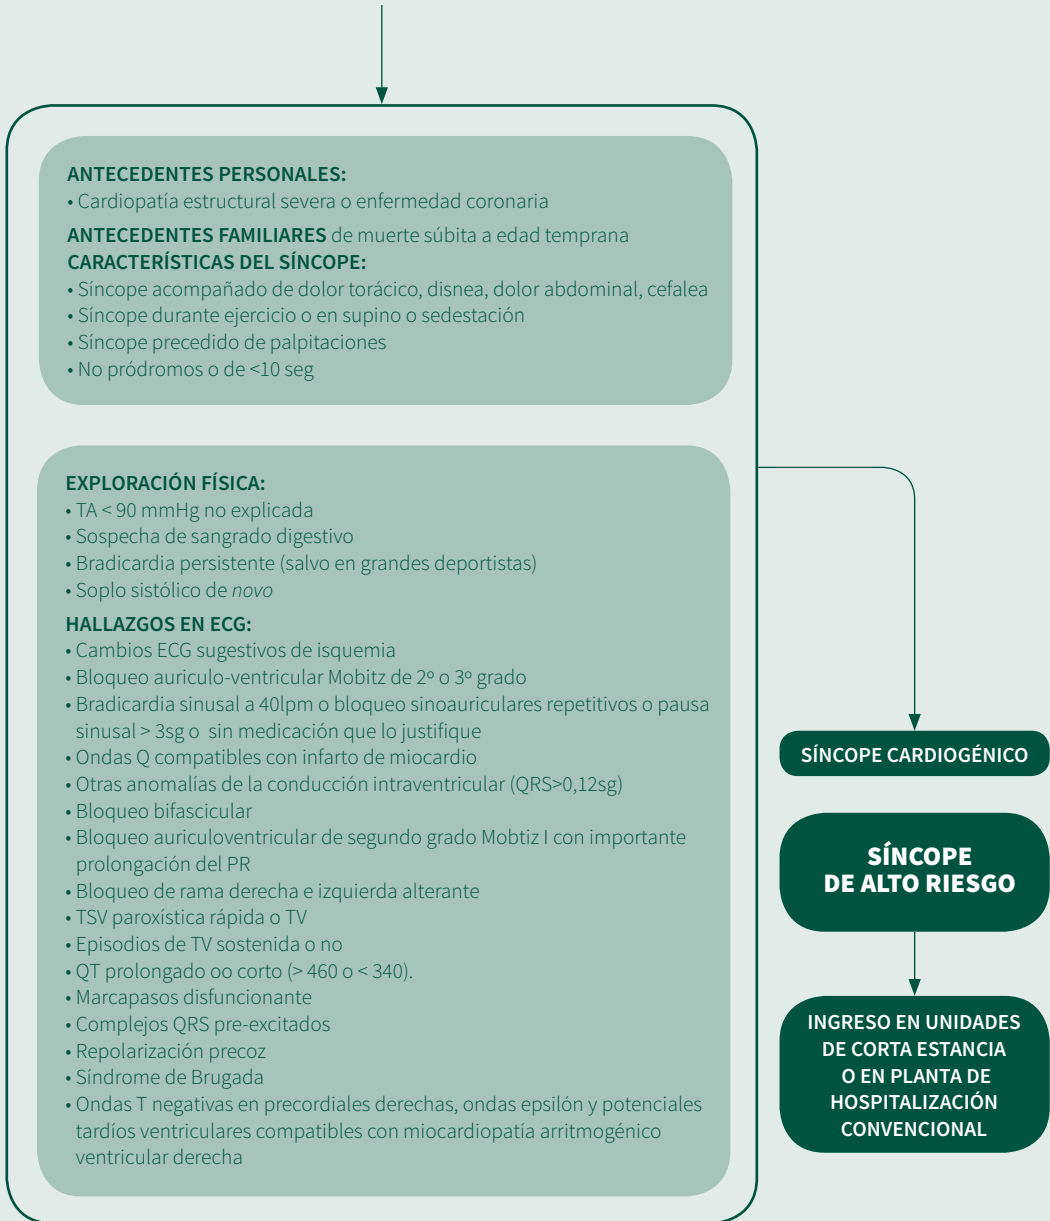 ANTECEDENTES PERSONALES:
• Cardiopatía estructural severa o enfermedad coronaria
ANTECEDENTES FAMILIARES de muerte súbita a edad temprana
CARACTERÍSTICAS DEL SÍNCOPE:
• Síncope acompañado de dolor torácico, disnea, dolor abdominal, cefalea
• Síncope durante ejercicio o en supino o sedestación
• Síncope precedido de palpitaciones
• No pródromos o de <10 seg
EXPLORACIÓN FÍSICA:
• TA < 90 mmHg no explicada
• Sospecha de sangrado digestivo
• Bradicardia persistente (salvo en grandes deportistas)
• Soplo sistólico de novo
HALLAZGOS EN ECG:
• Cambios ECG sugestivos de isquemia
• Bloqueo auriculo-ventricular Mobitz de 2º o 3º grado
• Bradicardia sinusal a 40lpm o bloqueo sinoauriculares repetitivos o pausa
sinusal > 3sg o sin medicación que lo justifique
• Ondas Q compatibles con infarto de miocardio
• Otras anomalías de la conducción intraventricular (QRS>0,12sg)
• Bloqueo bifascicular
• Bloqueo auriculoventricular de segundo grado Mobtiz I con importante
prolongación del PR
• Bloqueo de rama derecha e izquierda alterante
• TSV paroxística rápida o TV
• Episodios de TV sostenida o no
• QT prolongado oo corto (> 460 o < 340).
• Marcapasos disfuncionante
• Complejos QRS pre-excitados
• Repolarización precoz
• Síndrome de Brugada
• Ondas T negativas en precordiales derechas, ondas epsilón y potenciales
tardíos ventriculares compatibles con miocardiopatía arritmogénico
ventricular derecha
SÍNCOPE CARDIOGÉNICO
SÍNCOPE
DE ALTO RIESGO
INGRESO EN UNIDADES
DE CORTA ESTANCIA
O EN PLANTA DE
HOSPITALIZACIÓN
CONVENCIONAL